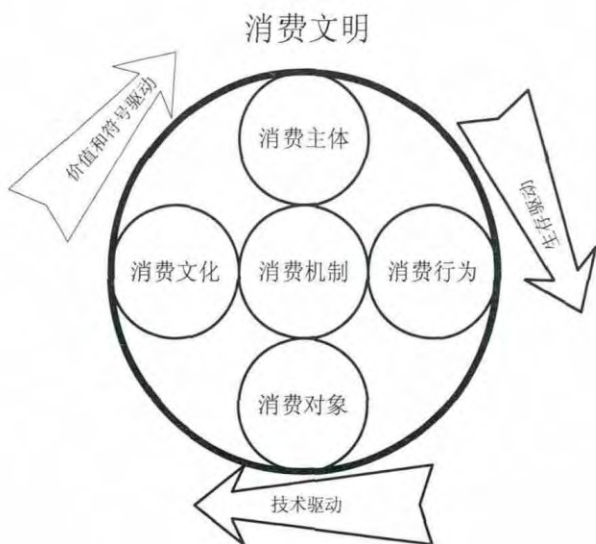 消费文明
价值和符号驱动
消费主体
生存驱动
消费文化
消费机制
消费行为
消费对象
技术驱动